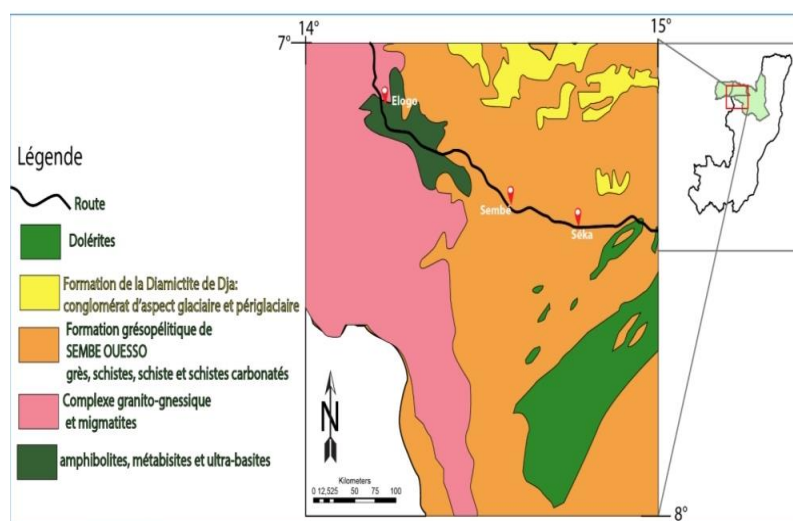 14°
15°
7°
Elogo
Sembé
Séka
Légende
Route
Dolérites
Formation de la Diamictite de Dja:
conglomérat d'aspect glaciaire et périglaciaire
Formation grésopélitique de
SEMBE OUESSO
grès, schistes, schiste et schistes carbonatés
Complexe granito-gnessique
et migmatites
amphibolites, métabisites et ultra-basites
N
Kilometers
0 12,525 50 75 100
8°